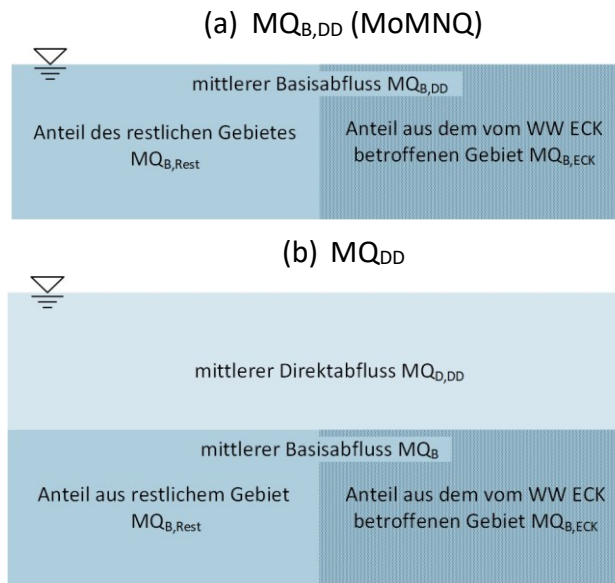 (a) MQB,DD (MoMNQ)
mittlerer Basisabfluss MQB,DD
Anteil des restlichen Gebietes
MQB,Rest
Anteil aus dem vom WW ECK
betroffenen Gebiet MQB,ECK
(b) MQDD
mittlerer Direktabfluss MQD,DD
mittlerer Basisabfluss MQB
Anteil aus restlichem Gebiet
MQB,Rest
Anteil aus dem vom WW ECK
betroffenen Gebiet MQB,ECK